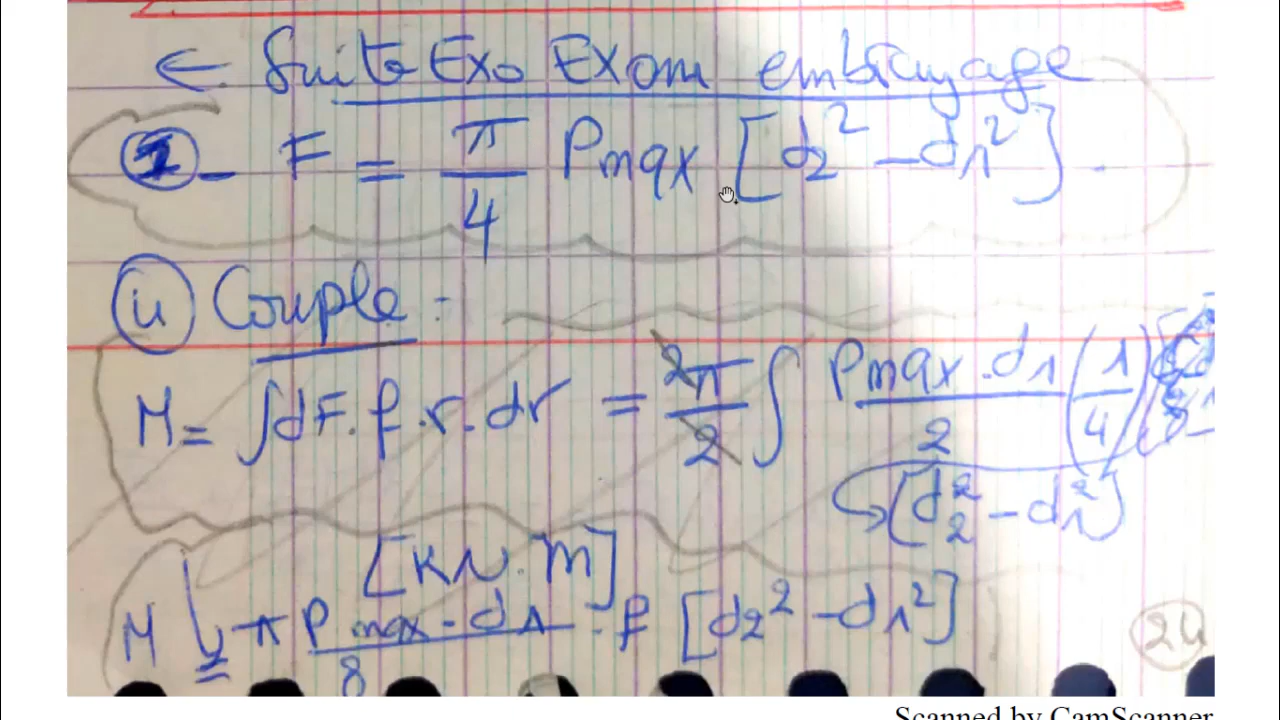 ← Suite Exo Exam embrayage
1 - F = π/4 Pmax [d2² - d1²].
4 Couple :
M = ∫dF.f.r.dr = 2π/2 ∫ Pmax.d1/2 (1/4)
(d2² - d1²)
[KN.m]
M = π Pmax.d1/8 . f [d2² - d1²]
24
Scanned by CamScanner